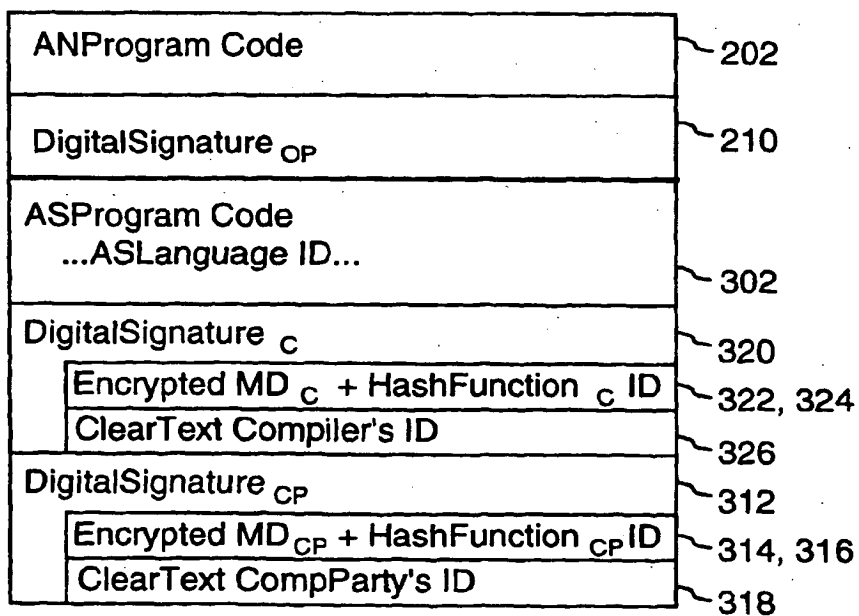 ANProgram Code 202
DigitalSignature OP 210
ASProgram Code
...ASLanguage ID... 302
DigitalSignature C 320
Encrypted MD C + HashFunction C ID 322, 324
ClearText Compiler's ID 326
DigitalSignature CP 312
Encrypted MD CP + HashFunction CP ID 314, 316
ClearText CompParty's ID 318